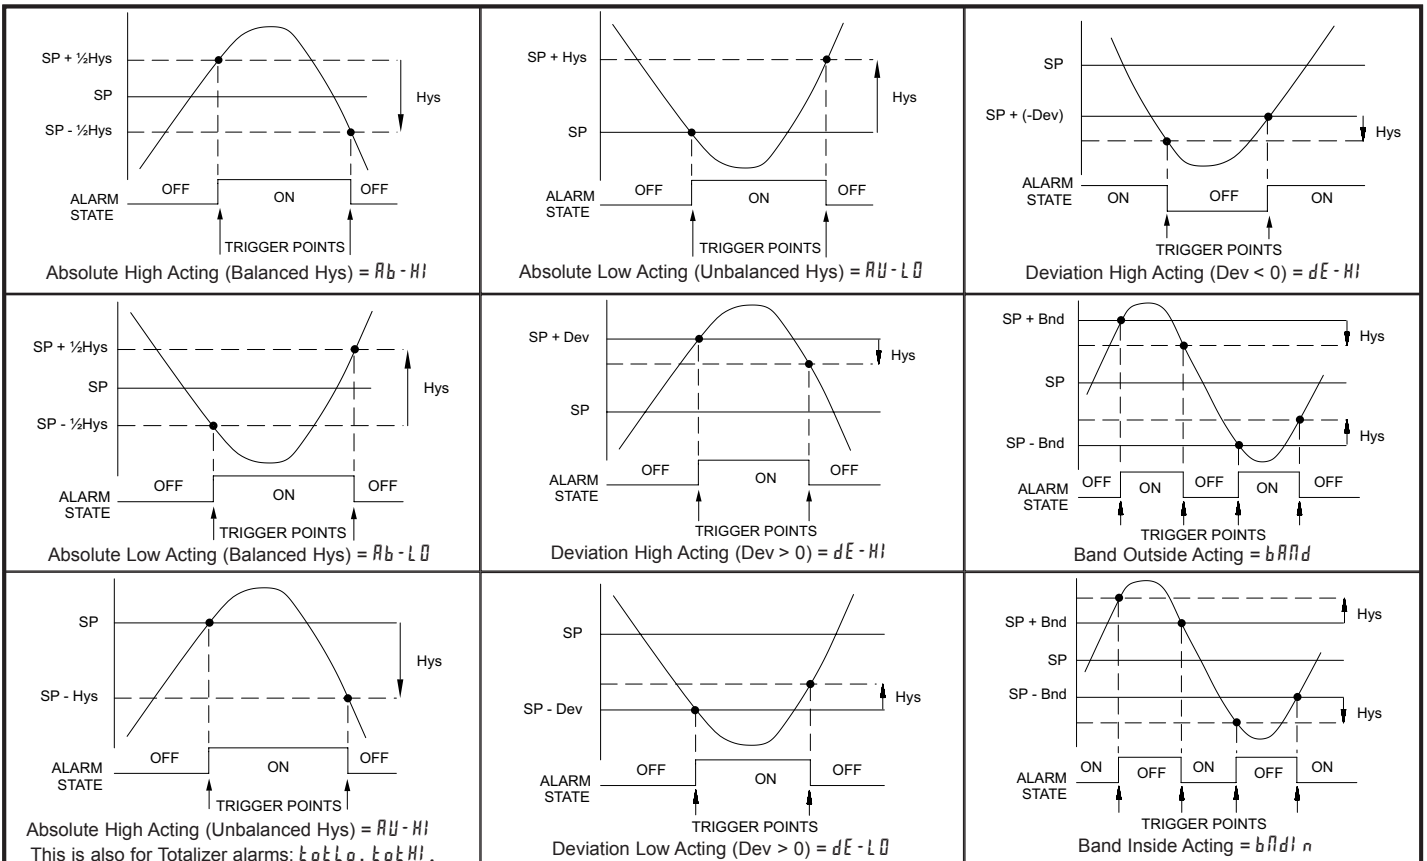 SP + ½Hys
SP
SP - ½Hys
Hys
ALARM
STATE
OFF
ON
OFF
TRIGGER POINTS
Absolute High Acting (Balanced Hys) = Ab-HI
SP + Hys
SP
Hys
ALARM
STATE
OFF
ON
OFF
TRIGGER POINTS
Absolute Low Acting (Unbalanced Hys) = AU-LO
SP
SP + (-Dev)
Hys
ALARM
STATE
ON
OFF
ON
TRIGGER POINTS
Deviation High Acting (Dev < 0) = dE-HI
SP + ½Hys
SP
SP - ½Hys
Hys
ALARM
STATE
OFF
ON
OFF
TRIGGER POINTS
Absolute Low Acting (Balanced Hys) = Ab-LO
SP + Dev
SP
Hys
ALARM
STATE
OFF
ON
OFF
TRIGGER POINTS
Deviation High Acting (Dev > 0) = dE-HI
SP + Bnd
Hys
SP
SP - Bnd
Hys
ALARM
STATE
OFF
ON
OFF
ON
OFF
TRIGGER POINTS
Band Outside Acting = bANd
SP
SP - Hys
Hys
ALARM
STATE
OFF
ON
OFF
TRIGGER POINTS
Absolute High Acting (Unbalanced Hys) = AU-HI
This is also for Totalizer alarms: totLo, totHI.
SP
SP - Dev
Hys
ALARM
STATE
OFF
ON
OFF
TRIGGER POINTS
Deviation Low Acting (Dev > 0) = dE-LO
Hys
SP + Bnd
SP
SP - Bnd
Hys
ALARM
STATE
ON
OFF
ON
OFF
ON
TRIGGER POINTS
Band Inside Acting = bNdIn